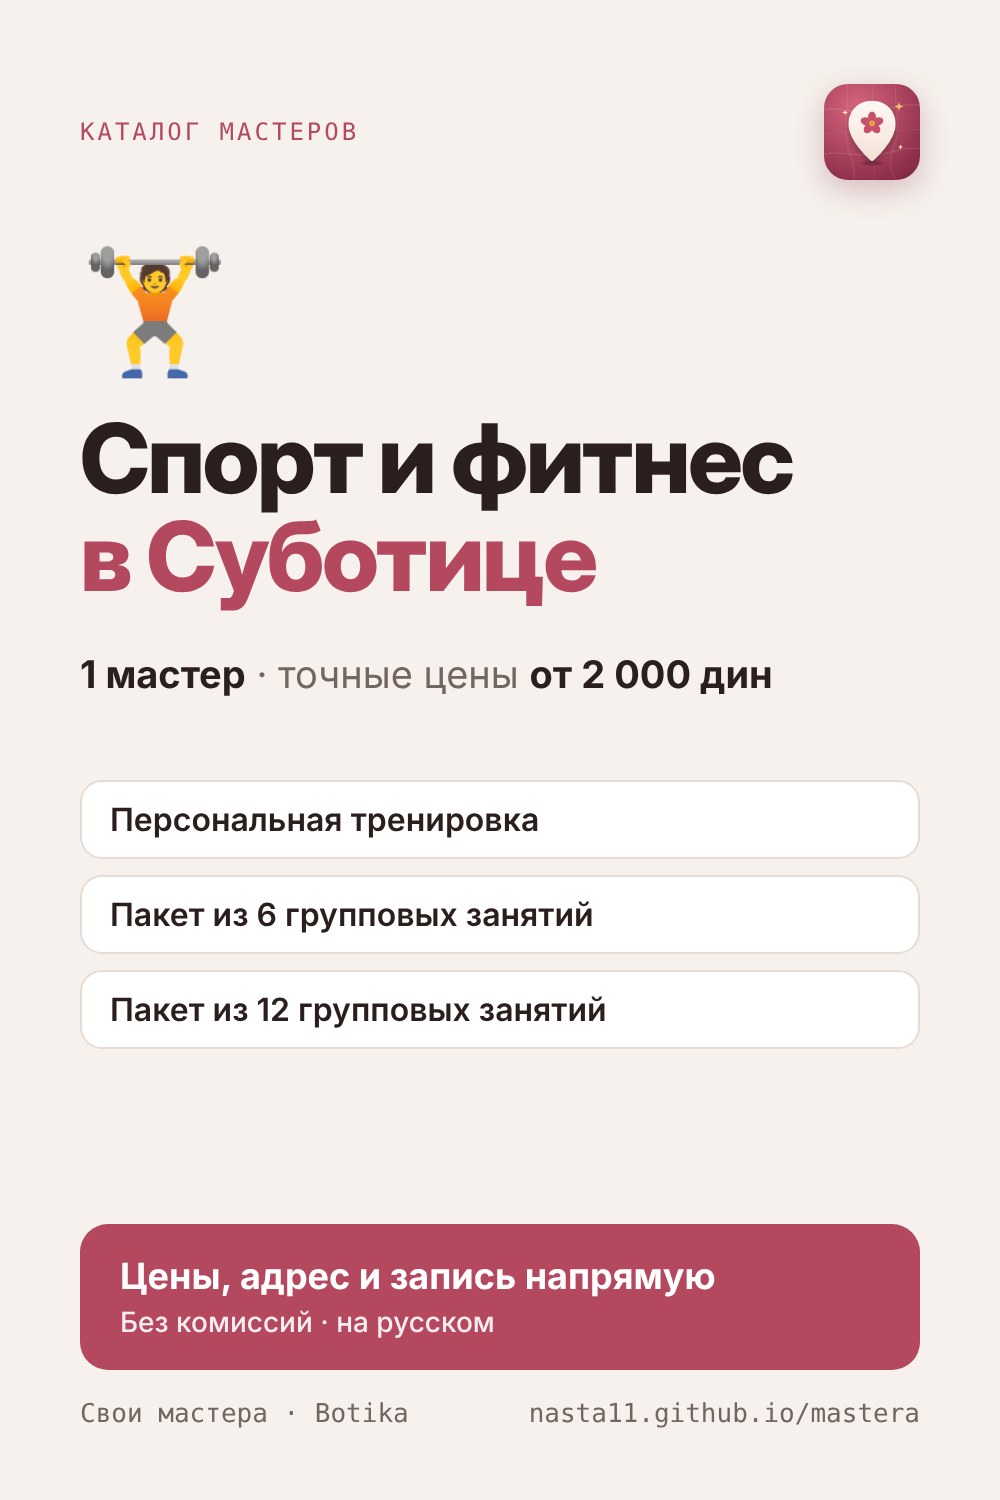 КАТАЛОГ МАСТЕРОВ
Спорт и фитнес
в Суботице
1 мастер · точные цены от 2 000 дин
Персональная тренировка
Пакет из 6 групповых занятий
Пакет из 12 групповых занятий
Цены, адрес и запись напрямую
Без комиссий · на русском
Свои мастера · Botika
nasta11.github.io/mastera